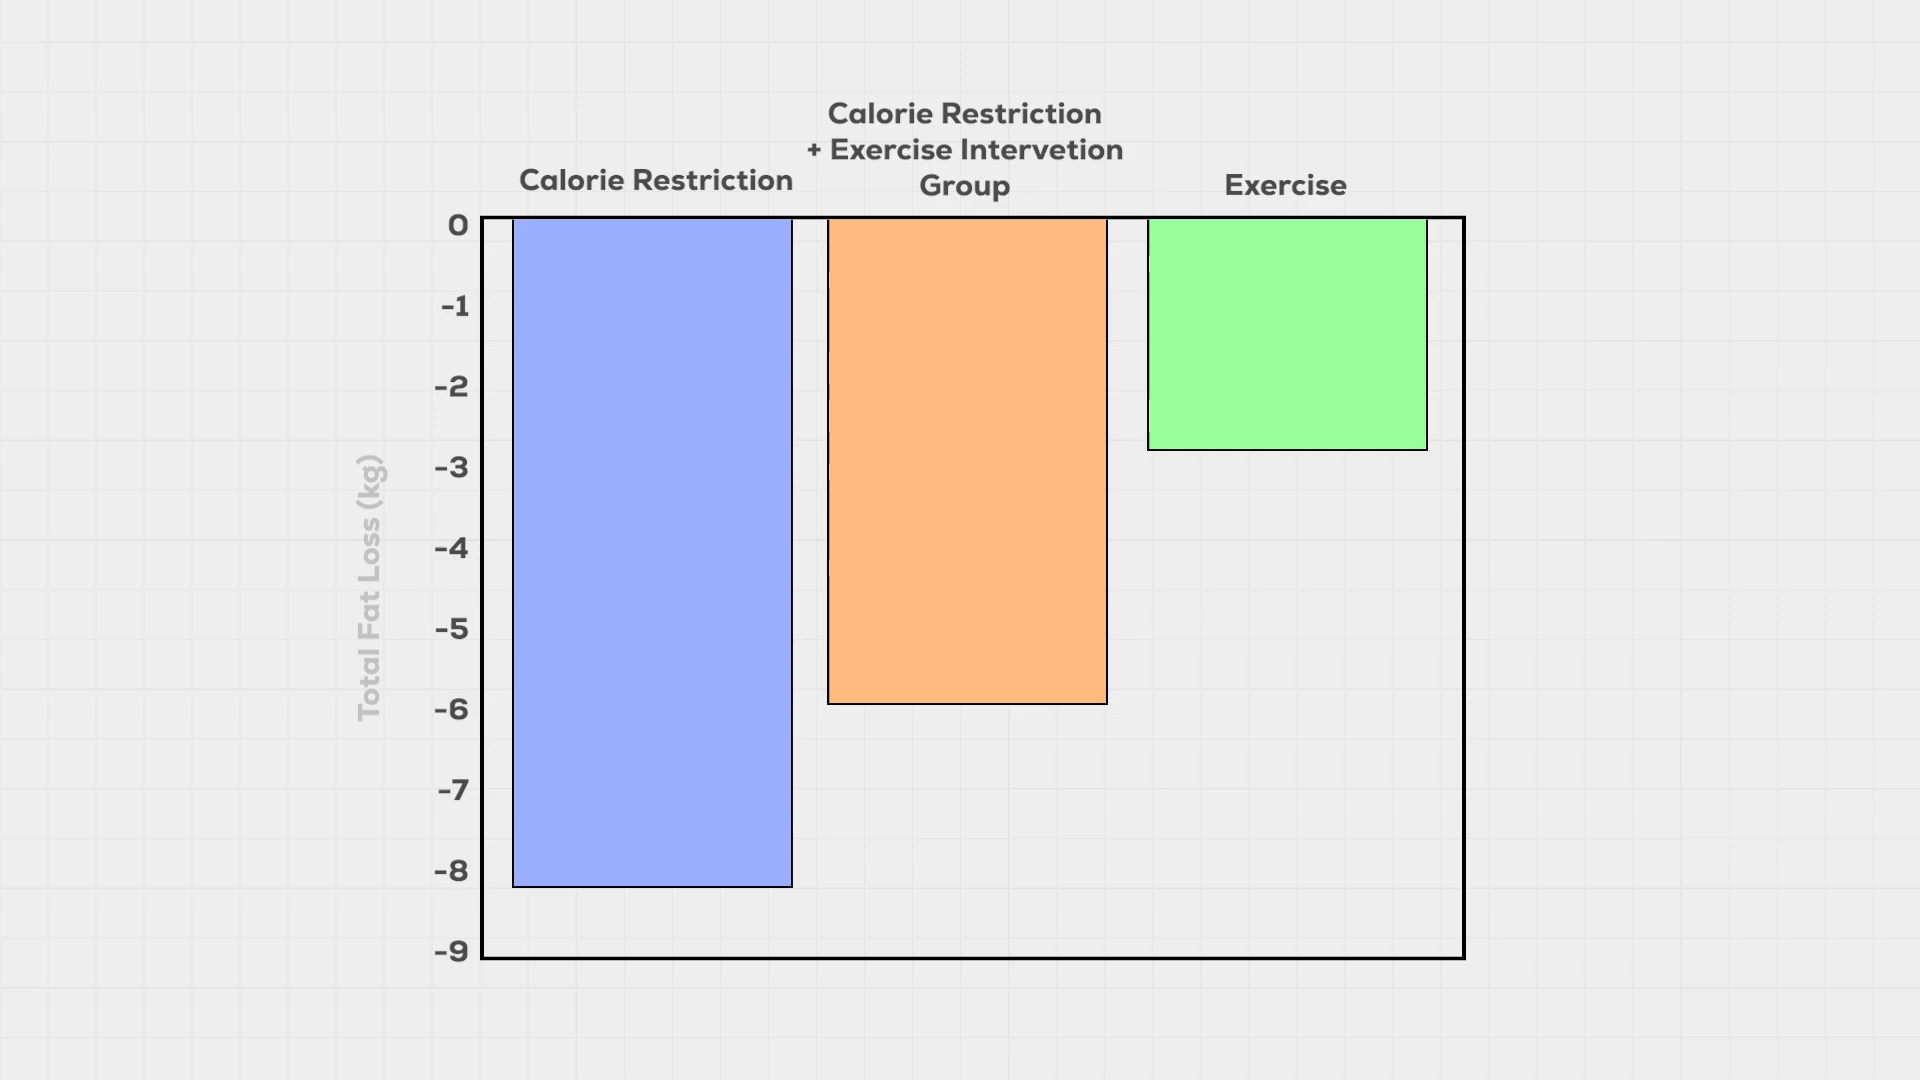 Calorie Restriction
Calorie Restriction
+ Exercise Intervetion
Group
Exercise
0
-1
-2
-3
-4
-5
-6
-7
-8
-9
Total Fat Loss (kg)